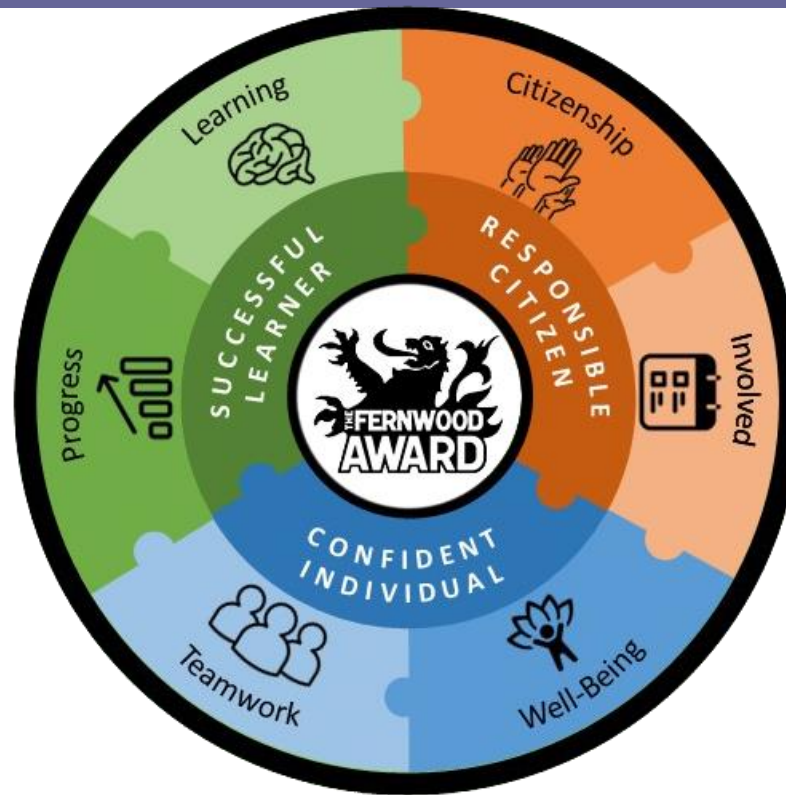 Learning
Citizenship
Involved
Well-Being
Teamwork
Progress
SUCCESSFUL
LEARNER
RESPONSIBLE
CITIZEN
CONFIDENT
INDIVIDUAL
THE FERNWOOD
AWARD